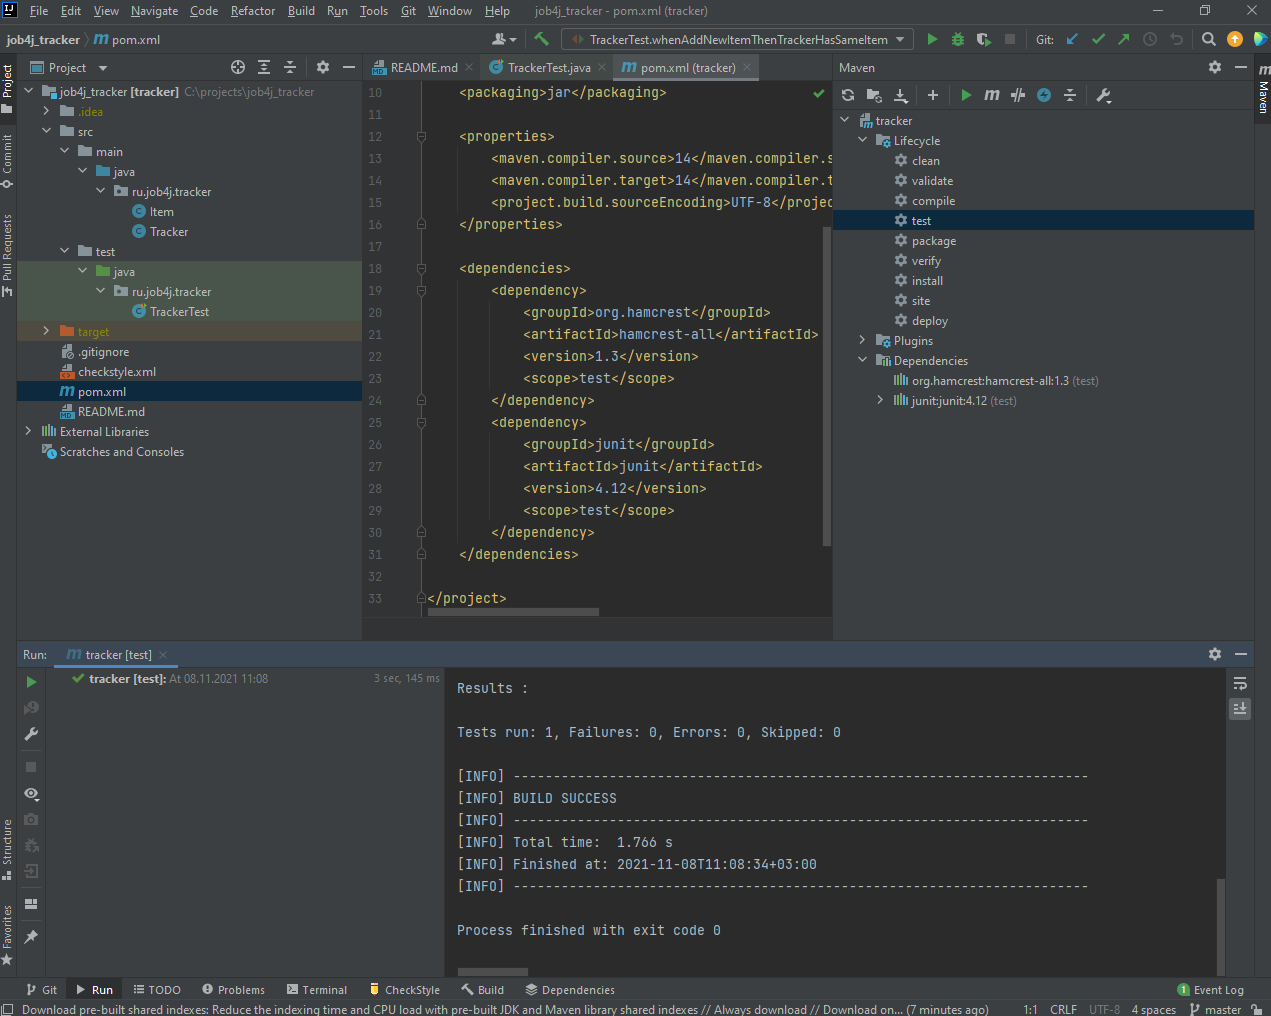 File Edit View Navigate Code Refactor Build Run Tools Git Window Help job4j_tracker - pom.xml (tracker)
job4j_tracker pom.xml
TrackerTest.whenAddNewItemThenTrackerHasSameItem
Git:
Project
README.md TrackerTest.java pom.xml (tracker)
Maven
Project
Commit
Pull Requests
Structure
Favorites
job4j_tracker [tracker] C:\projects\job4j_tracker
.idea
src
main
java
ru.job4j.tracker
Item
Tracker
test
java
ru.job4j.tracker
TrackerTest
target
.gitignore
checkstyle.xml
pom.xml
README.md
External Libraries
Scratches and Consoles
10 <packaging>jar</packaging>
11
12 <properties>
13 <maven.compiler.source>14</maven.compiler.s
14 <maven.compiler.target>14</maven.compiler.t
15 <project.build.sourceEncoding>UTF-8</projec
16 </properties>
17
18 <dependencies>
19 <dependency>
20 <groupId>org.hamcrest</groupId>
21 <artifactId>hamcrest-all</artifactId>
22 <version>1.3</version>
23 <scope>test</scope>
24 </dependency>
25 <dependency>
26 <groupId>junit</groupId>
27 <artifactId>junit</artifactId>
28 <version>4.12</version>
29 <scope>test</scope>
30 </dependency>
31 </dependencies>
32
33 </project>
tracker
Lifecycle
clean
validate
compile
test
package
verify
install
site
deploy
Plugins
Dependencies
org.hamcrest:hamcrest-all:1.3 (test)
junit:junit:4.12 (test)
Maven
Run: tracker [test]
tracker [test]: At 08.11.2021 11:08 3 sec, 145 ms
Results :
Tests run: 1, Failures: 0, Errors: 0, Skipped: 0
[INFO] ------------------------------------------------------------------------
[INFO] BUILD SUCCESS
[INFO] ------------------------------------------------------------------------
[INFO] Total time:  1.766 s
[INFO] Finished at: 2021-11-08T11:08:34+03:00
[INFO] ------------------------------------------------------------------------
Process finished with exit code 0
Git Run TODO Problems Terminal CheckStyle Build Dependencies 1 Event Log
Download pre-built shared indexes: Reduce the indexing time and CPU load with pre-built JDK and Maven library shared indexes // Always download // Download on... (7 minutes ago) 1:1 CRLF UTF-8 4 spaces master